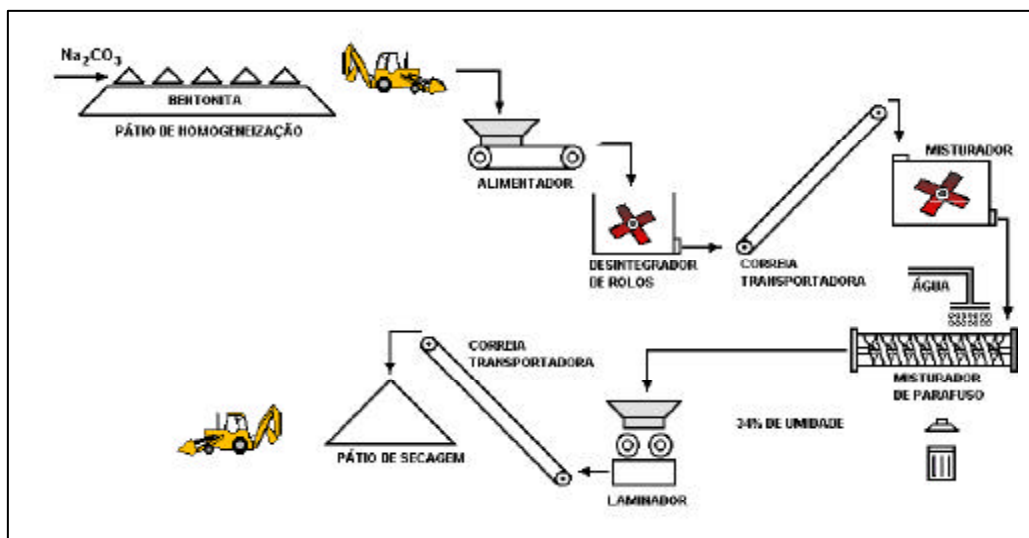 Na₂CO₃
BENTONITA
PÁTIO DE HOMOGENEIZAÇÃO
ALIMENTADOR
DESINTEGRADOR
DE ROLOS
CORREIA
TRANSPORTADORA
MISTURADOR
ÁGUA
MISTURADOR
DE PARAFUSO
34% DE UMIDADE
LAMINADOR
CORREIA
TRANSPORTADORA
PÁTIO DE SECAGEM